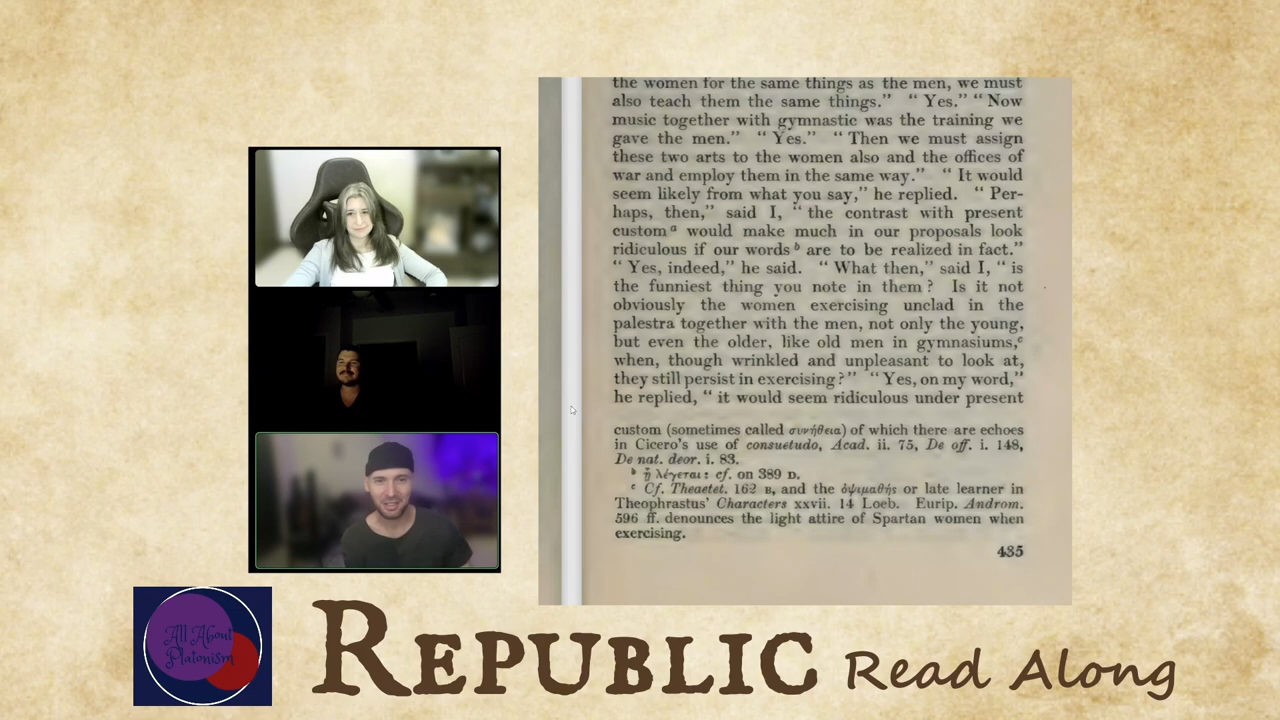 the women for the same things as the men, we must
also teach them the same things.” “ Yes.” “ Now
music together with gymnastic was the training we
gave the men.” “ Yes.” “ Then we must assign
these two arts to the women also and the offices of
war and employ them in the same way.” “ It would
seem likely from what you say,” he replied. “ Per-
haps, then,” said I, “ the contrast with present
custom ᵃ would make much in our proposals look
ridiculous if our words ᵇ are to be realized in fact.”
“ Yes, indeed,” he said. “ What then,” said I, “ is
the funniest thing you note in them ? Is it not
obviously the women exercising unclad in the
palestra together with the men, not only the young,
but even the older, like old men in gymnasiums,ᶜ
when, though wrinkled and unpleasant to look at,
they still persist in exercising ? ” “ Yes, on my word,”
he replied, “ it would seem ridiculous under present
custom (sometimes called συνήθεια) of which there are echoes
in Cicero’s use of consuetudo, Acad. ii. 75, De off. i. 148,
De nat. deor. i. 83.
ᵇ ᾗ λέγεται : cf. on 389 D.
ᶜ Cf. Theaetet. 162 B, and the ὀψιμαθής or late learner in
Theophrastus’ Characters xxvii. 14 Loeb. Eurip. Androm.
596 ff. denounces the light attire of Spartan women when
exercising.
435
All About
Platonism
REPUBLIC Read Along